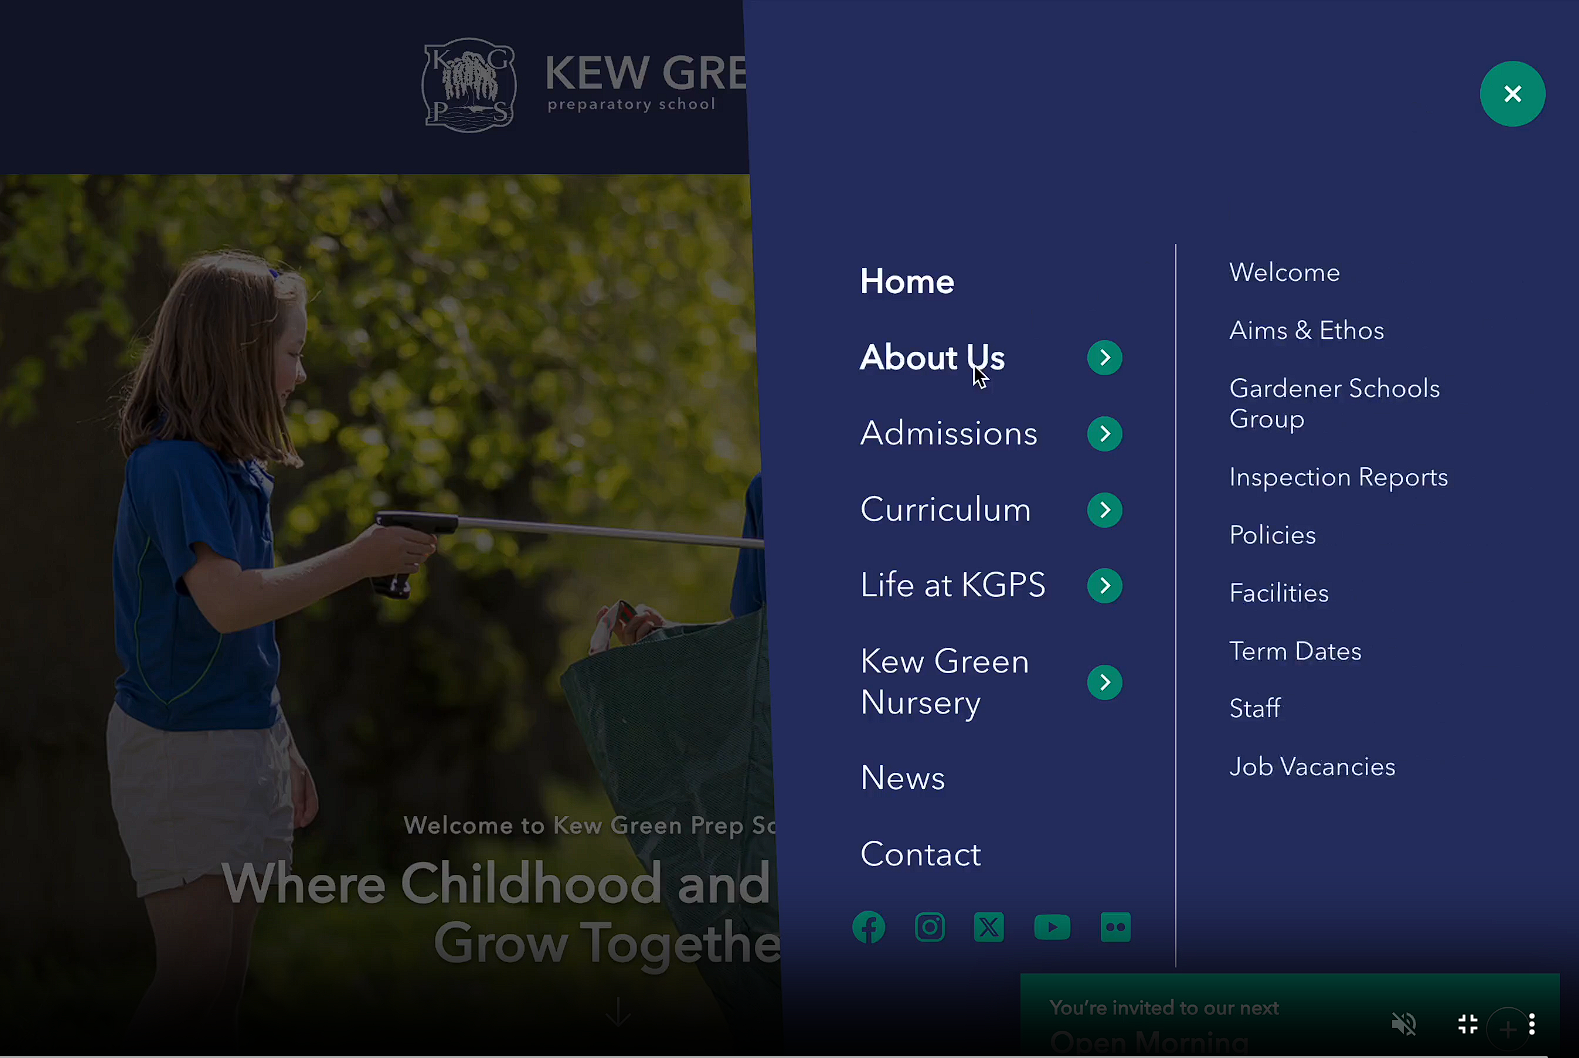 K G
P S
KEW GRE
preparatory school
Home
About Us
Admissions
Curriculum
Life at KGPS
Kew Green
Nursery
News
Contact
Welcome
Aims & Ethos
Gardener Schools
Group
Inspection Reports
Policies
Facilities
Term Dates
Staff
Job Vacancies
Welcome to Kew Green Prep Sc
Where Childhood and
Grow Togethe
You're invited to our next
Open Morning